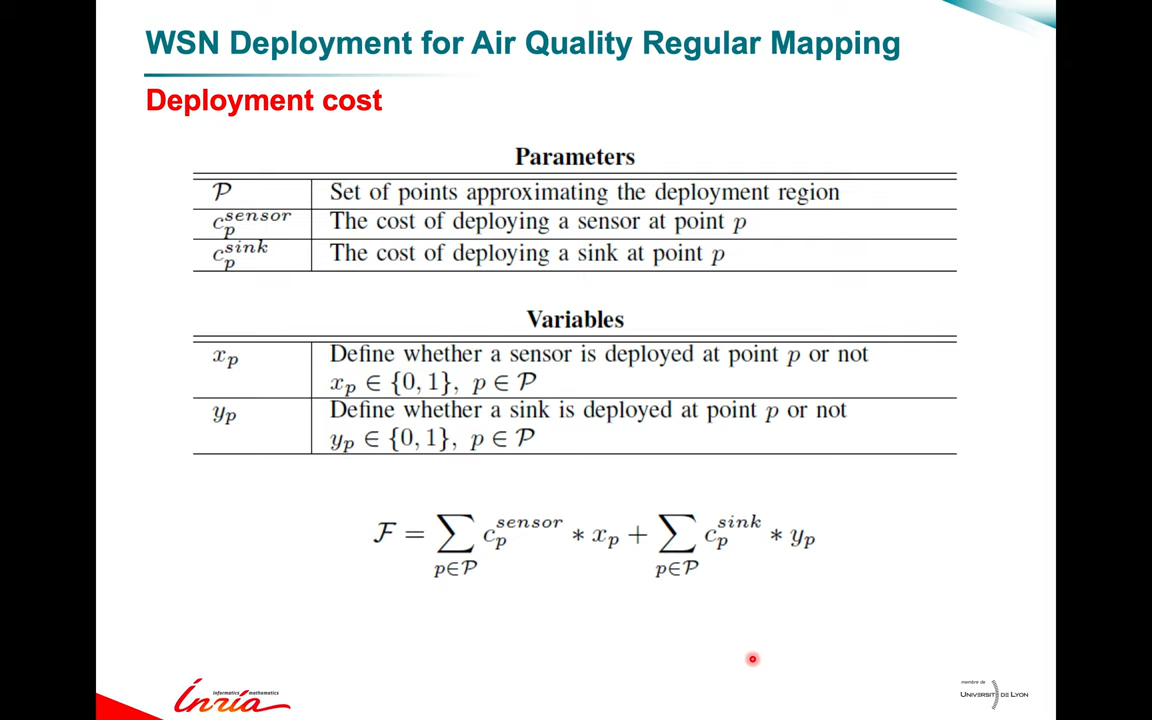 WSN Deployment for Air Quality Regular Mapping
Deployment cost
Parameters
𝒫 Set of points approximating the deployment region
c_p^{sensor} The cost of deploying a sensor at point p
c_p^{sink} The cost of deploying a sink at point p
Variables
x_p Define whether a sensor is deployed at point p or not
x_p ∈ {0, 1}, p ∈ 𝒫
y_p Define whether a sink is deployed at point p or not
y_p ∈ {0, 1}, p ∈ 𝒫
ℱ = ∑_{p∈𝒫} c_p^{sensor} * x_p + ∑_{p∈𝒫} c_p^{sink} * y_p
informatics mathematics
Inria
membre de
UNIVERSITÉ DE LYON